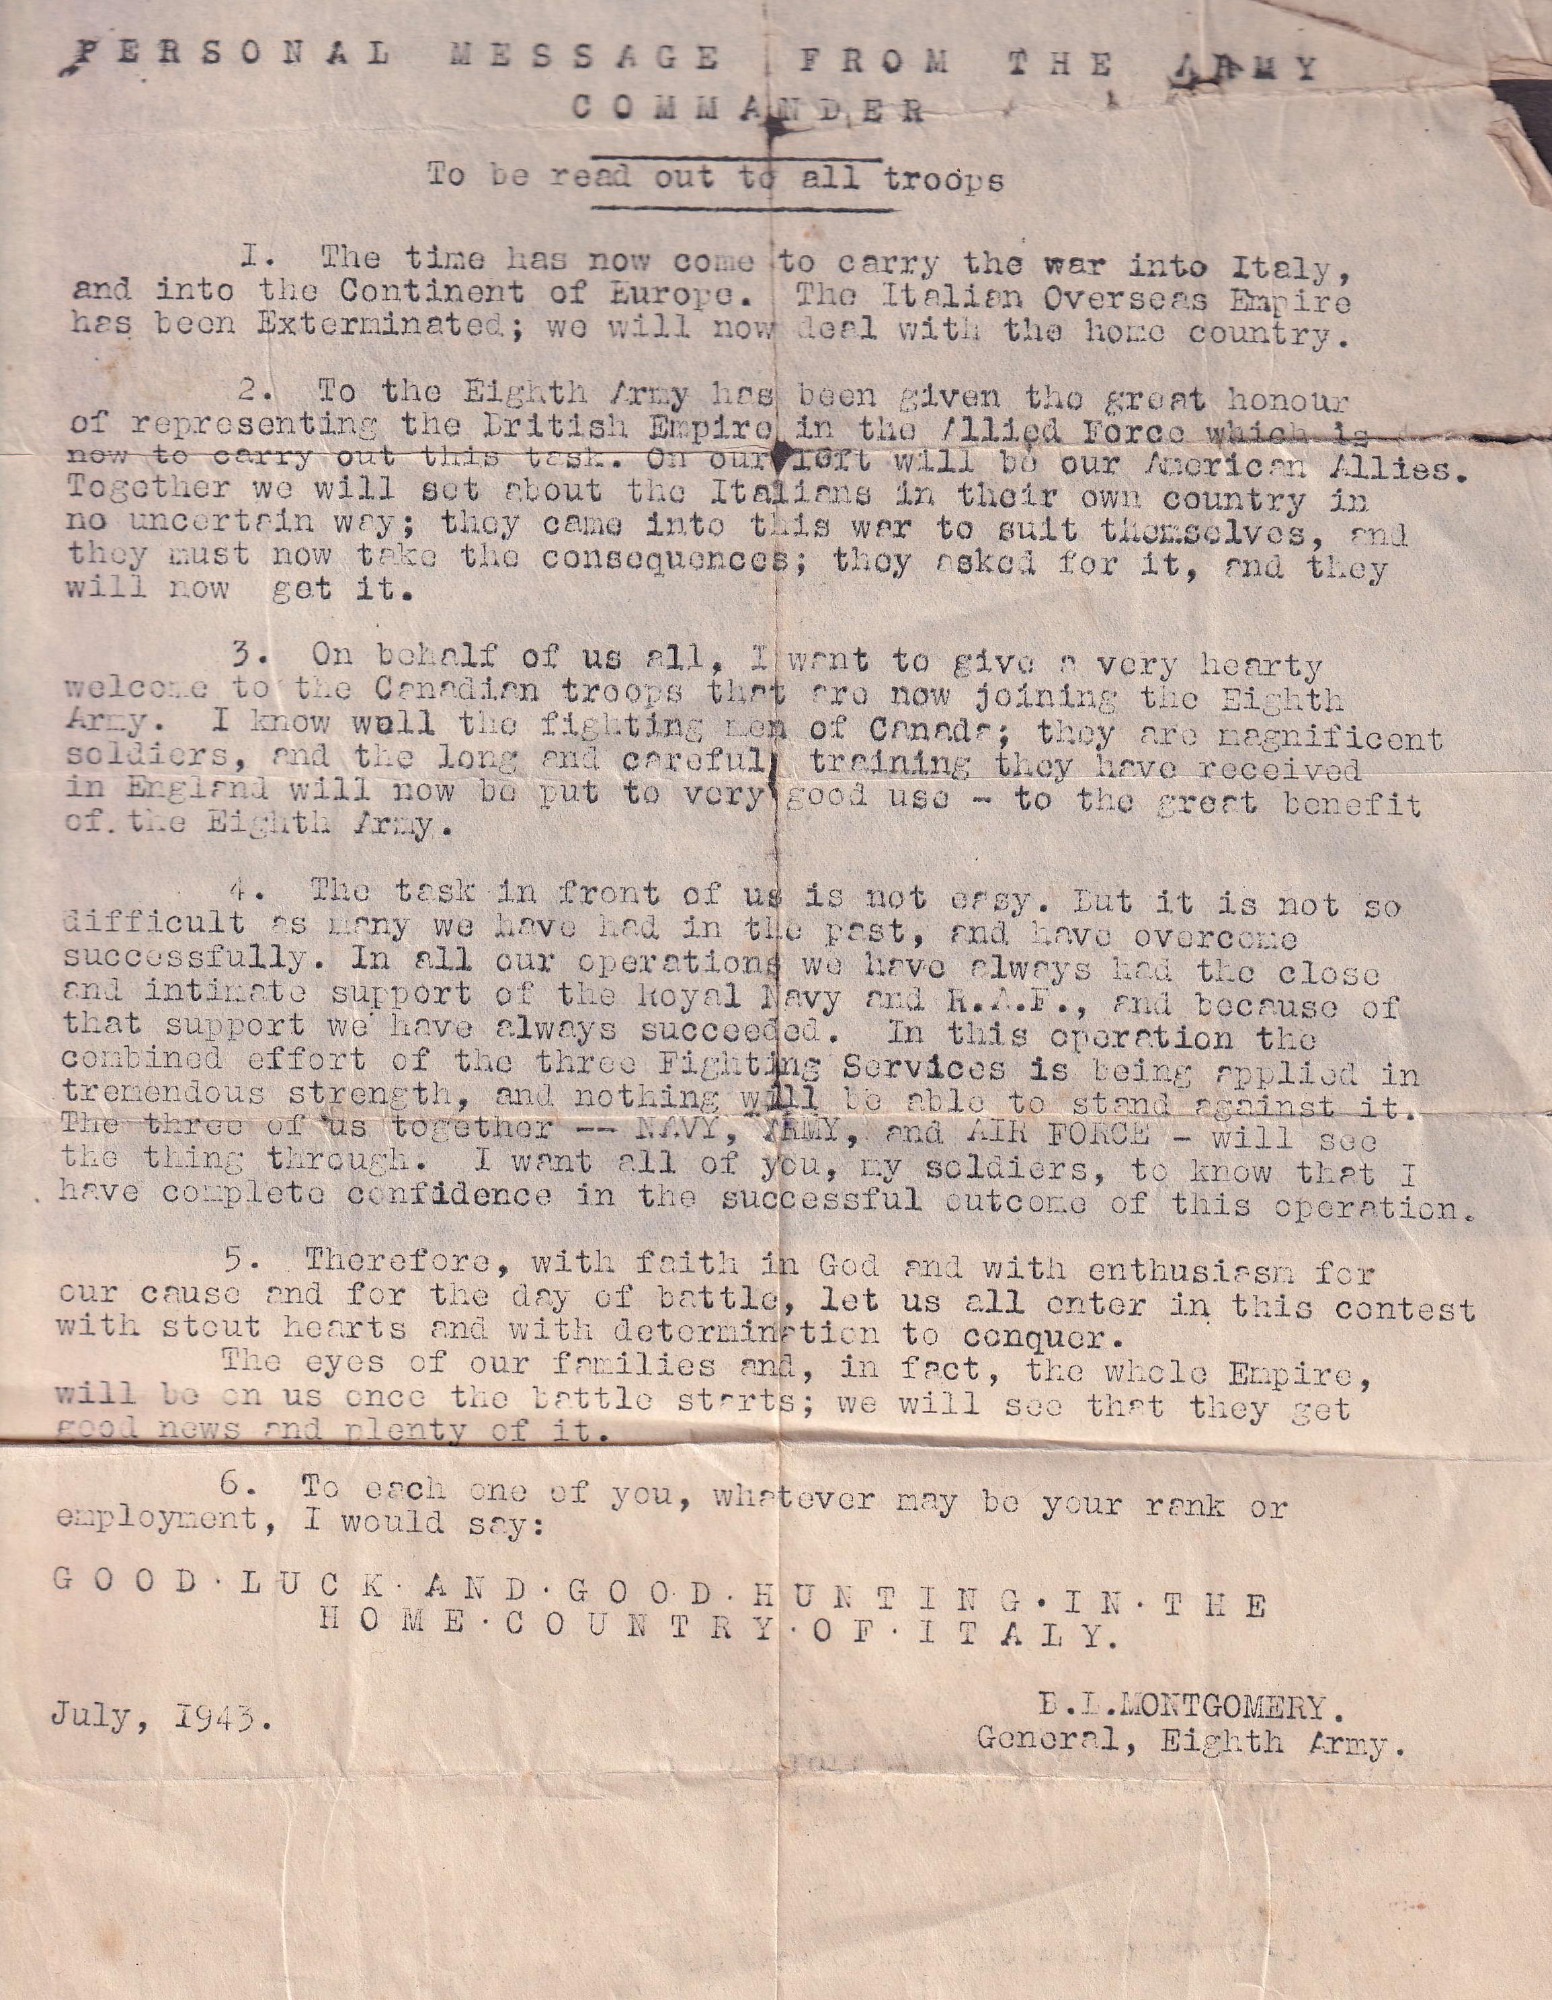 PERSONAL MESSAGE FROM THE ARMY
COMMANDER
To be read out to all troops
1. The time has now come to carry the war into Italy,
and into the Continent of Europe. The Italian Overseas Empire
has been Exterminated; we will now deal with the home country.
2. To the Eighth Army has been given the great honour
of representing the British Empire in the Allied Force which is
now to carry out this task. On our left will be our American Allies.
Together we will set about the Italians in their own country in
no uncertain way; they came into this war to suit themselves, and
they must now take the consequences; they asked for it, and they
will now get it.
3. On behalf of us all, I want to give a very hearty
welcome to the Canadian troops that are now joining the Eighth
Army. I know well the fighting men of Canada; they are magnificent
soldiers, and the long and careful training they have received
in England will now be put to very good use - to the great benefit
of the Eighth Army.
4. The task in front of us is not easy. But it is not so
difficult as many we have had in the past, and have overcome
successfully. In all our operations we have always had the close
and intimate support of the Royal Navy and R.A.F., and because of
that support we have always succeeded. In this operation the
combined effort of the three Fighting Services is being applied in
tremendous strength, and nothing will be able to stand against it.
The three of us together -- NAVY, ARMY, and AIR FORCE - will see
the thing through. I want all of you, my soldiers, to know that I
have complete confidence in the successful outcome of this operation.
5. Therefore, with faith in God and with enthusiasm for
our cause and for the day of battle, let us all enter in this contest
with stout hearts and with determination to conquer.
The eyes of our families and, in fact, the whole Empire,
will be on us once the battle starts; we will see that they get
good news and plenty of it.
6. To each one of you, whatever may be your rank or
employment, I would say:
GOOD·LUCK·AND·GOOD·HUNTING·IN·THE
HOME·COUNTRY·OF·ITALY.
July, 1943.
B.L.MONTGOMERY.
General, Eighth Army.